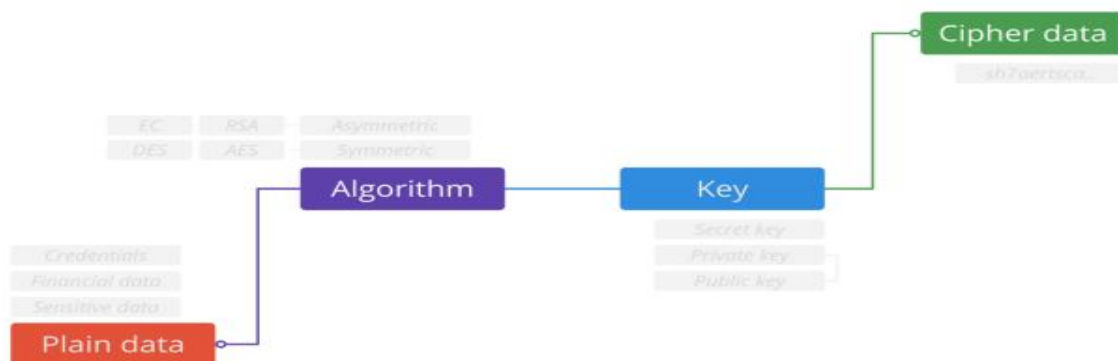 Cipher data
sh7aertsca..
EC RSA Asymmetric
DES AES Symmetric
Algorithm
Key
Secret key
Private key
Public key
Credentials
Financial data
Sensitive data
Plain data